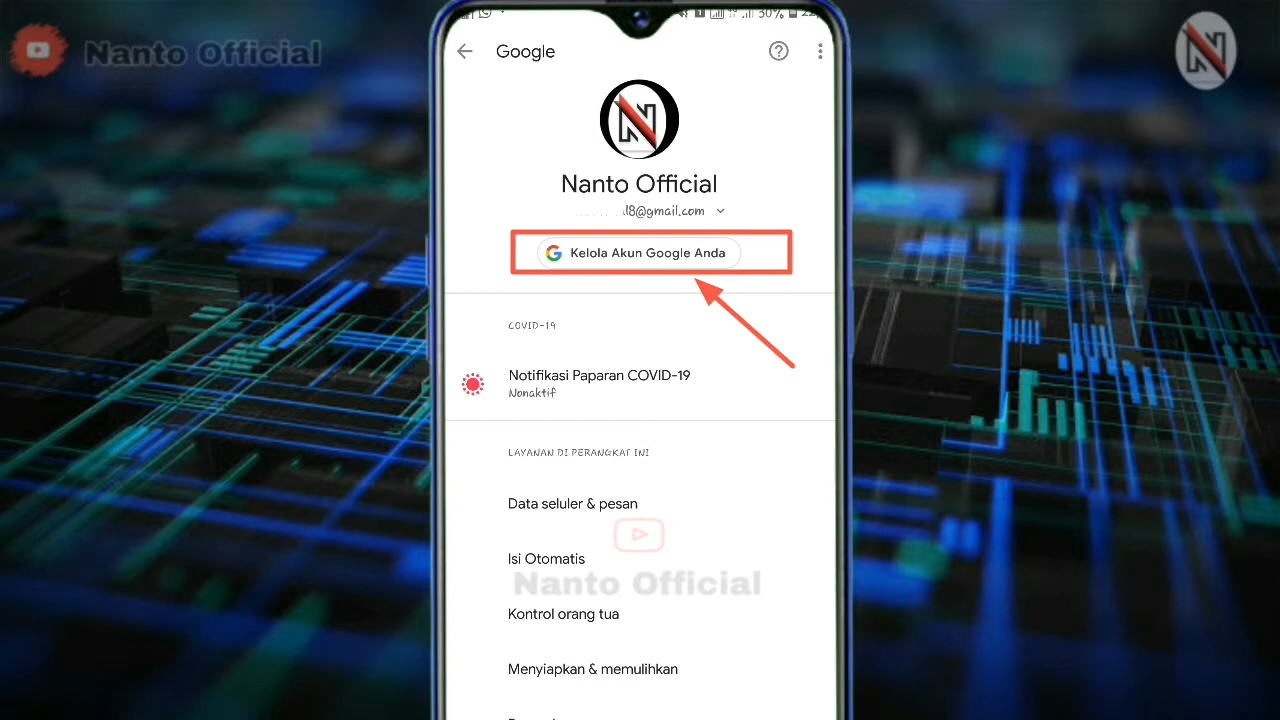 30%
Nanto Official
Google
Nanto Official
l8@gmail.com
Kelola Akun Google Anda
COVID-19
Notifikasi Paparan COVID-19
Nonaktif
LAYANAN DI PERANGKAT INI
Data seluler & pesan
Isi Otomatis
Nanto Official
Kontrol orang tua
Menyiapkan & memulihkan